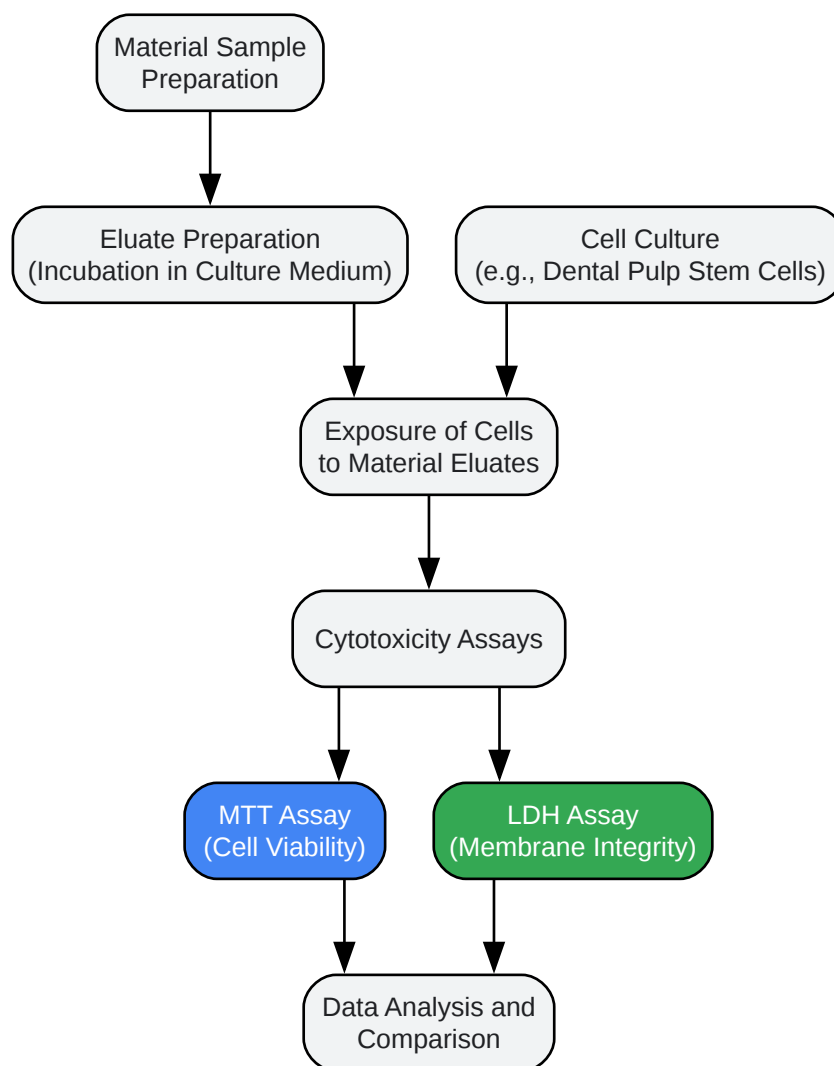 Material Sample
Preparation
Eluate Preparation
(Incubation in Culture Medium)
Cell Culture
(e.g., Dental Pulp Stem Cells)
Exposure of Cells
to Material Eluates
Cytotoxicity Assays
MTT Assay
(Cell Viability)
LDH Assay
(Membrane Integrity)
Data Analysis and
Comparison